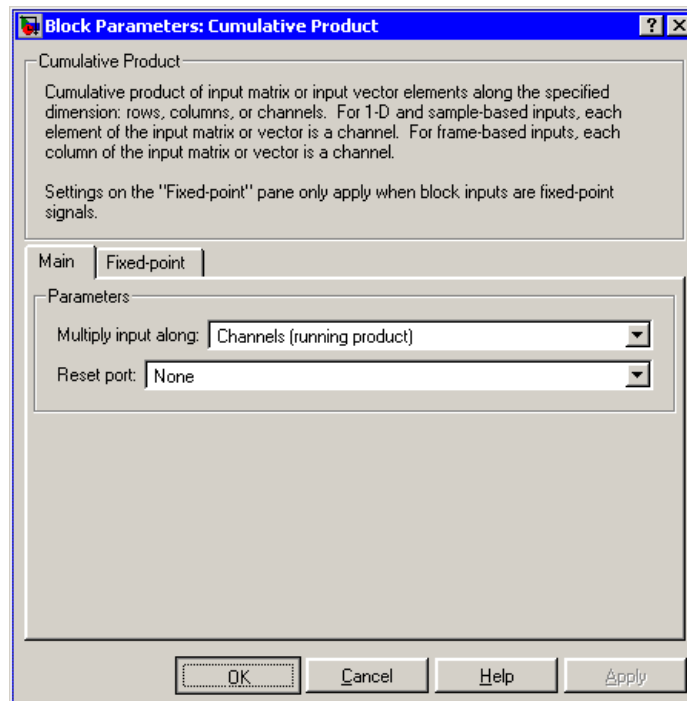 Block Parameters: Cumulative Product
Cumulative Product
Cumulative product of input matrix or input vector elements along the specified
dimension: rows, columns, or channels.  For 1-D and sample-based inputs, each
element of the input matrix or vector is a channel.  For frame-based inputs, each
column of the input matrix or vector is a channel.
Settings on the "Fixed-point" pane only apply when block inputs are fixed-point
signals.
Main Fixed-point
Parameters
Multiply input along: Channels (running product)
Reset port: None
OK Cancel Help Apply